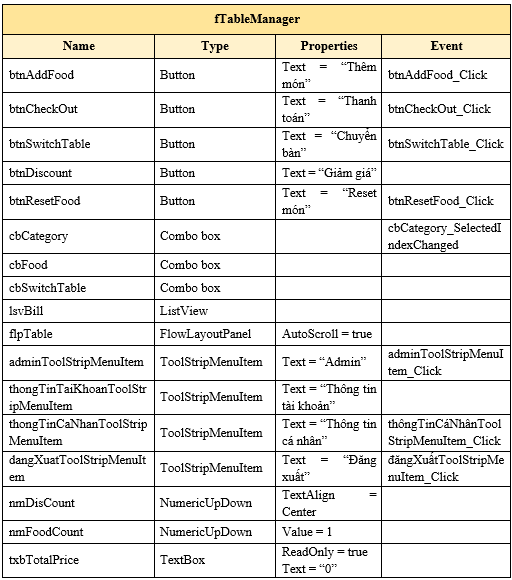 fTableManager
Name Type Properties Event
btnAddFood Button Text = “Thêm món” btnAddFood_Click
btnCheckOut Button Text = “Thanh toán” btnCheckOut_Click
btnSwitchTable Button Text = “Chuyển bàn” btnSwitchTable_Click
btnDiscount Button Text = “Giảm giá”
btnResetFood Button Text = “Reset món” btnResetFood_Click
cbCategory Combo box cbCategory_SelectedIndexChanged
cbFood Combo box
cbSwitchTable Combo box
lsvBill ListView
flpTable FlowLayoutPanel AutoScroll = true
adminToolStripMenuItem ToolStripMenuItem Text = “Admin” adminToolStripMenuItem_Click
thongTinTaiKhoanToolStripMenuItem ToolStripMenuItem Text = “Thông tin tài khoản”
thongTinCaNhanToolStripMenuItem ToolStripMenuItem Text = “Thông tin cá nhân” thôngTinCáNhânToolStripMenuItem_Click
dangXuatToolStripMenuItem ToolStripMenuItem Text = “Đăng xuất” đăngXuấtToolStripMenuItem_Click
nmDisCount NumericUpDown TextAlign = Center
nmFoodCount NumericUpDown Value = 1
txbTotalPrice TextBox ReadOnly = true Text = “0”